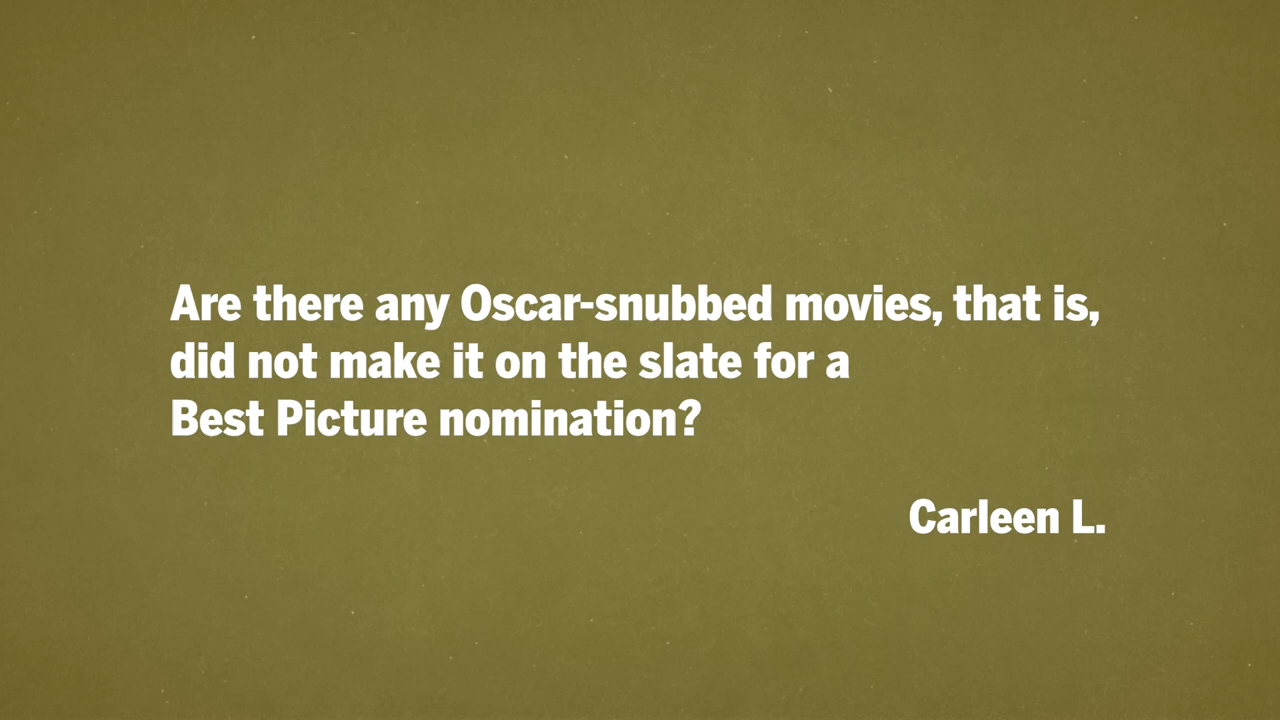 Are there any Oscar-snubbed movies, that is,
did not make it on the slate for a
Best Picture nomination?
Carleen L.